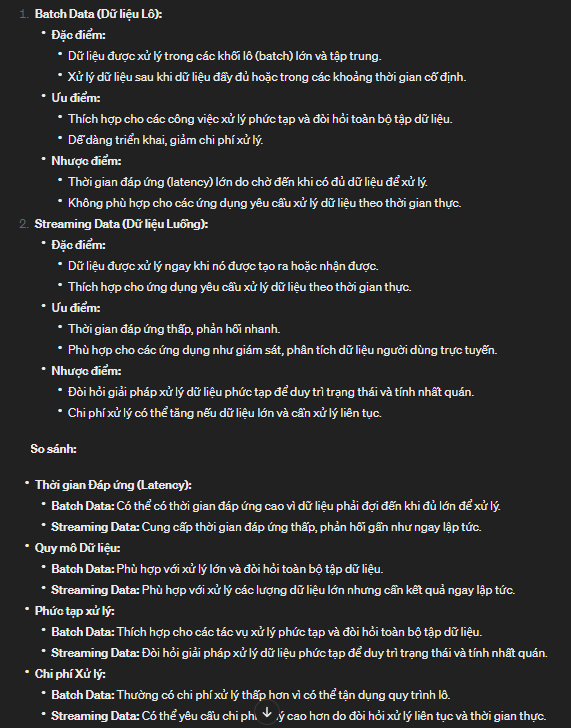 1. Batch Data (Dữ liệu Lô):
• Đặc điểm:
• Dữ liệu được xử lý trong các khối lô (batch) lớn và tập trung.
• Xử lý dữ liệu sau khi dữ liệu đầy đủ hoặc trong các khoảng thời gian cố định.
• Ưu điểm:
• Thích hợp cho các công việc xử lý phức tạp và đòi hỏi toàn bộ tập dữ liệu.
• Dễ dàng triển khai, giảm chi phí xử lý.
• Nhược điểm:
• Thời gian đáp ứng (latency) lớn do chờ đến khi có đủ dữ liệu để xử lý.
• Không phù hợp cho các ứng dụng yêu cầu xử lý dữ liệu theo thời gian thực.
2. Streaming Data (Dữ liệu Luồng):
• Đặc điểm:
• Dữ liệu được xử lý ngay khi nó được tạo ra hoặc nhận được.
• Thích hợp cho ứng dụng yêu cầu xử lý dữ liệu theo thời gian thực.
• Ưu điểm:
• Thời gian đáp ứng thấp, phản hồi nhanh.
• Phù hợp cho các ứng dụng như giám sát, phân tích dữ liệu người dùng trực tuyến.
• Nhược điểm:
• Đòi hỏi giải pháp xử lý dữ liệu phức tạp để duy trì trạng thái và tính nhất quán.
• Chi phí xử lý có thể tăng nếu dữ liệu lớn và cần xử lý liên tục.
So sánh:
• Thời gian Đáp ứng (Latency):
• Batch Data: Có thể có thời gian đáp ứng cao vì dữ liệu phải đợi đến khi đủ lớn để xử lý.
• Streaming Data: Cung cấp thời gian đáp ứng thấp, phản hồi gần như ngay lập tức.
• Quy mô Dữ liệu:
• Batch Data: Phù hợp với xử lý lớn và đòi hỏi toàn bộ tập dữ liệu.
• Streaming Data: Phù hợp với xử lý các lượng dữ liệu lớn nhưng cần kết quả ngay lập tức.
• Phức tạp xử lý:
• Batch Data: Thích hợp cho các tác vụ xử lý phức tạp và đòi hỏi toàn bộ tập dữ liệu.
• Streaming Data: Đòi hỏi giải pháp xử lý dữ liệu phức tạp để duy trì trạng thái và tính nhất quán.
• Chi phí Xử lý:
• Batch Data: Thường có chi phí xử lý thấp hơn vì có thể tận dụng quy trình lô.
• Streaming Data: Có thể yêu cầu chi lý cao hơn do đòi hỏi xử lý liên tục và thời gian thực.